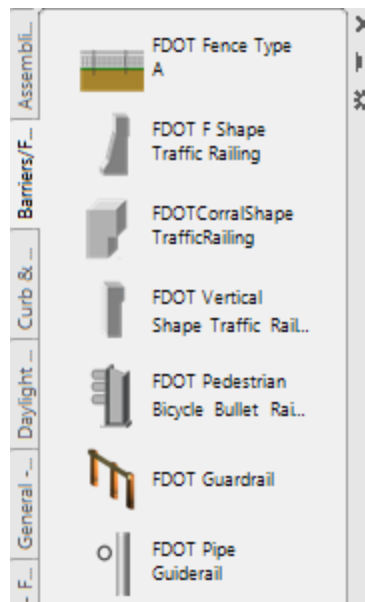 Assembli...
Barriers/F...
Curb & ...
Daylight ...
General -...
- F...
FDOT Fence Type
A
FDOT F Shape
Traffic Railing
FDOTCorralShape
TrafficRailing
FDOT Vertical
Shape Traffic Rail...
FDOT Pedestrian
Bicycle Bullet Rai...
FDOT Guardrail
FDOT Pipe
Guiderail